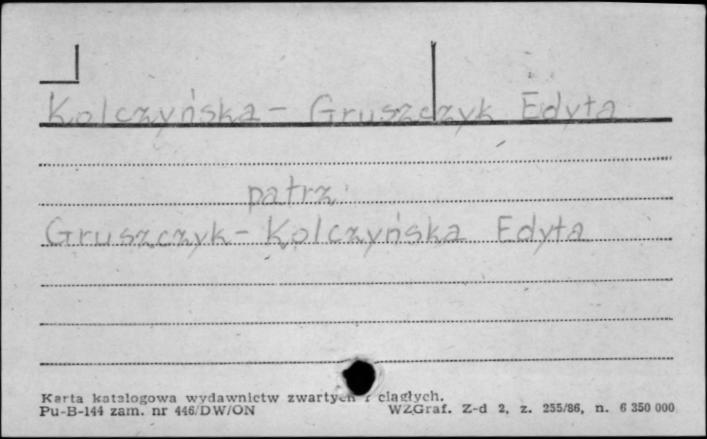 Kolczyńska - Gruszczyk Edyta
patrz:
Gruszczyk - Kolczyńska Edyta
Karta katalogowa wydawnictw zwartych i ciągłych.
Pu-B-144 zam. nr 446/DW/ON WZGraf. Z-d 2, z. 255/86, n. 6 350 000